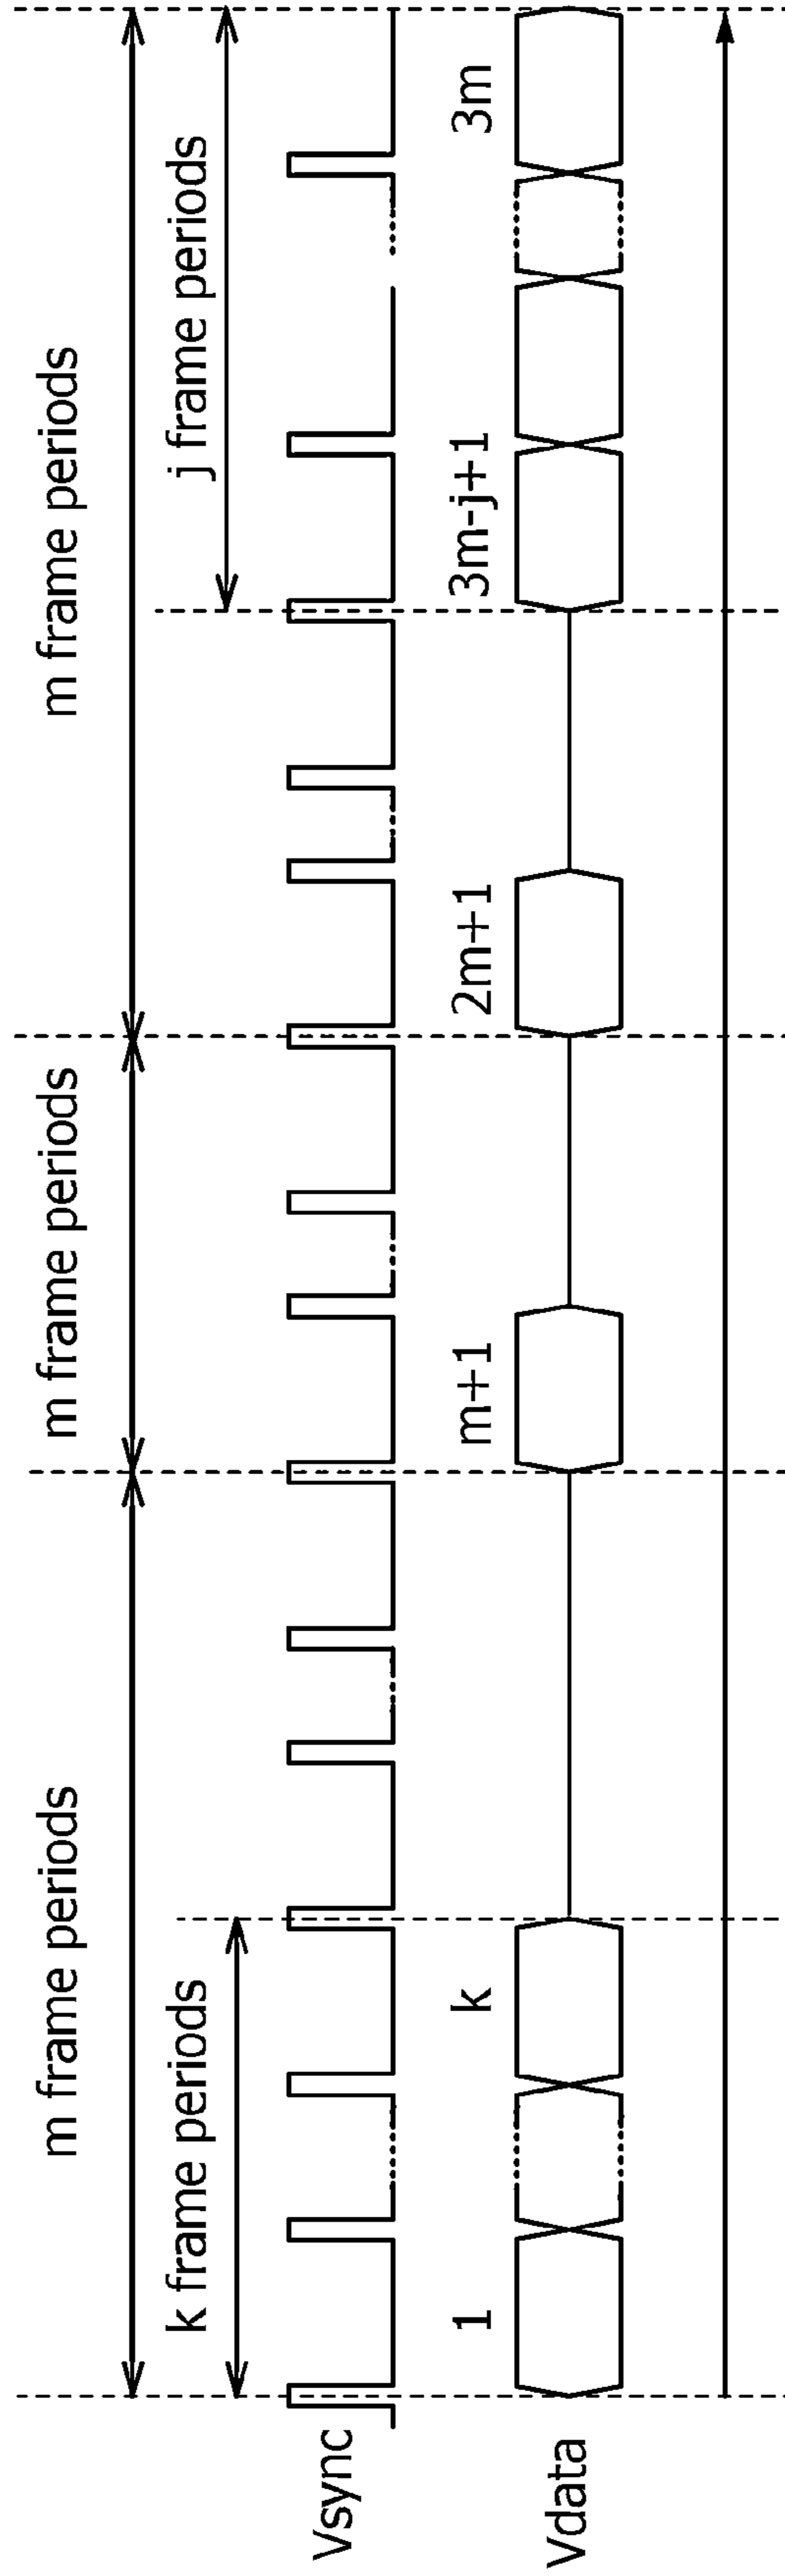 m frame periods
m frame periods
m frame periods
k frame periods
j frame periods
Vsync
1
k
m+1
2m+1
3m-j+1
3m
Vdata